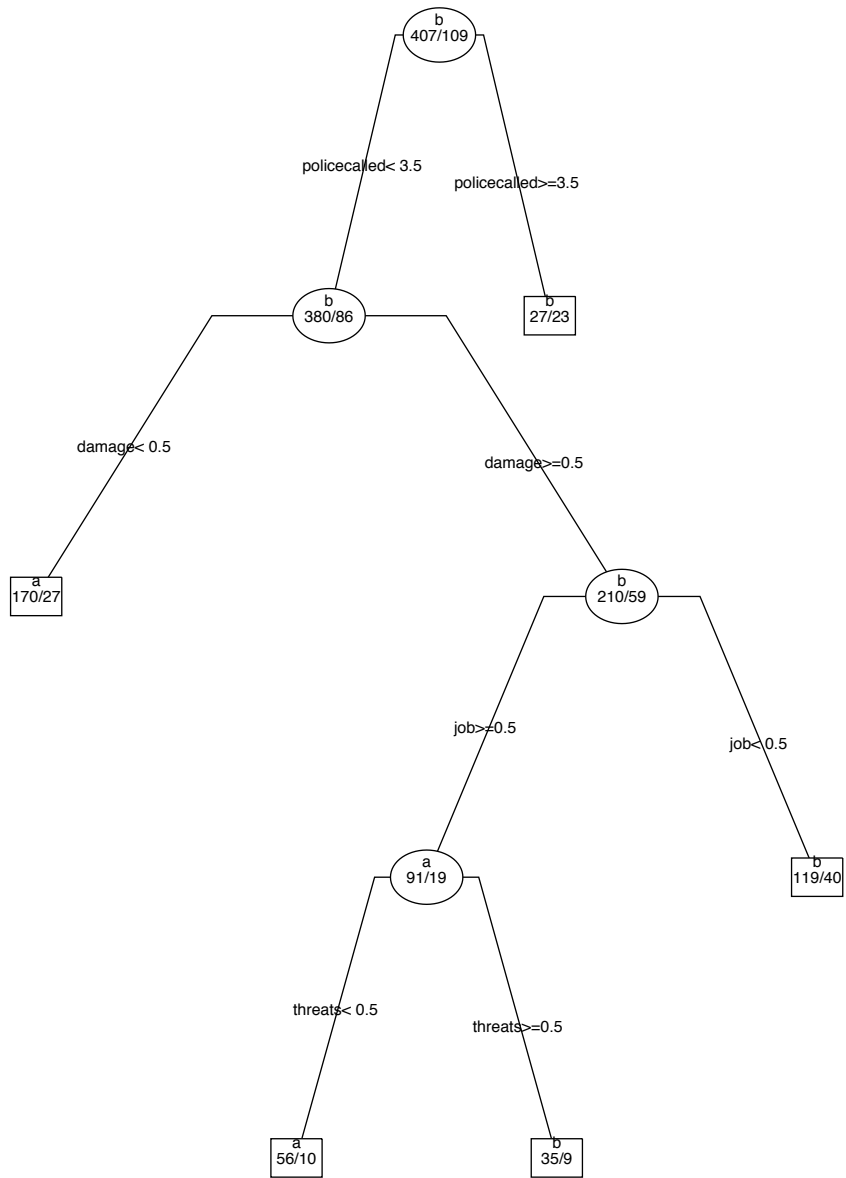 b
407/109
policecalled< 3.5
policecalled>=3.5
b
380/86
b
27/23
damage< 0.5
damage>=0.5
a
170/27
b
210/59
job>=0.5
job< 0.5
a
91/19
b
119/40
threats< 0.5
threats>=0.5
a
56/10
b
35/9